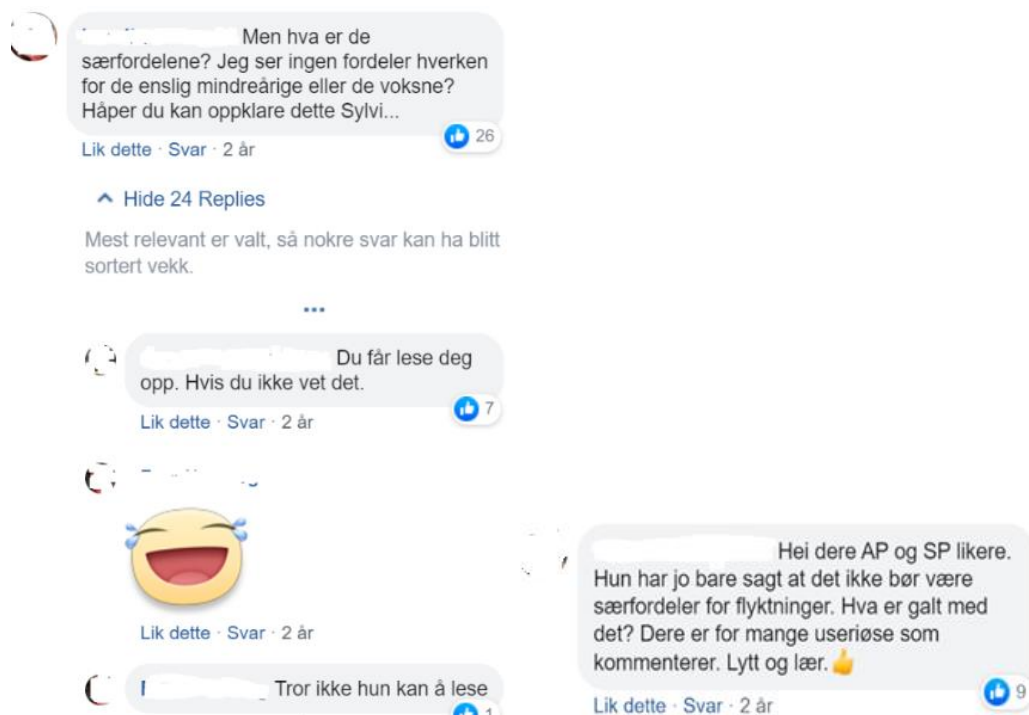 Men hva er de
særfordelene? Jeg ser ingen fordeler hverken
for de enslig mindreårige eller de voksne?
Håper du kan oppklare dette Sylvi...
26
Lik dette · Svar · 2 år
Hide 24 Replies
Mest relevant er valt, så nokre svar kan ha blitt
sortert vekk.
...
Du får lese deg
opp. Hvis du ikke vet det.
7
Lik dette · Svar · 2 år
Lik dette · Svar · 2 år
Tror ikke hun kan å lese
1
Hei dere AP og SP likere.
Hun har jo bare sagt at det ikke bør være
særfordeler for flyktninger. Hva er galt med
det? Dere er for mange useriøse som
kommenterer. Lytt og lær.👍
9
Lik dette · Svar · 2 år